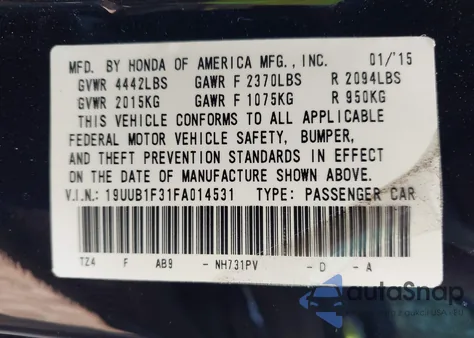 MFD. BY HONDA OF AMERICA MFG., INC. 01/'15
GVWR 4442LBS GAWR F 2370LBS R 2094LBS
GVWR 2015KG GAWR F 1075KG R 950KG
THIS VEHICLE CONFORMS TO ALL APPLICABLE
FEDERAL MOTOR VEHICLE SAFETY, BUMPER,
AND THEFT PREVENTION STANDARDS IN EFFECT
ON THE DATE OF MANUFACTURE SHOWN ABOVE.
V.I.N.: 19UUB1F31FA014531 TYPE: PASSENGER CAR
TZ4 F AB9 - NH731PV - D - A
autoSnap